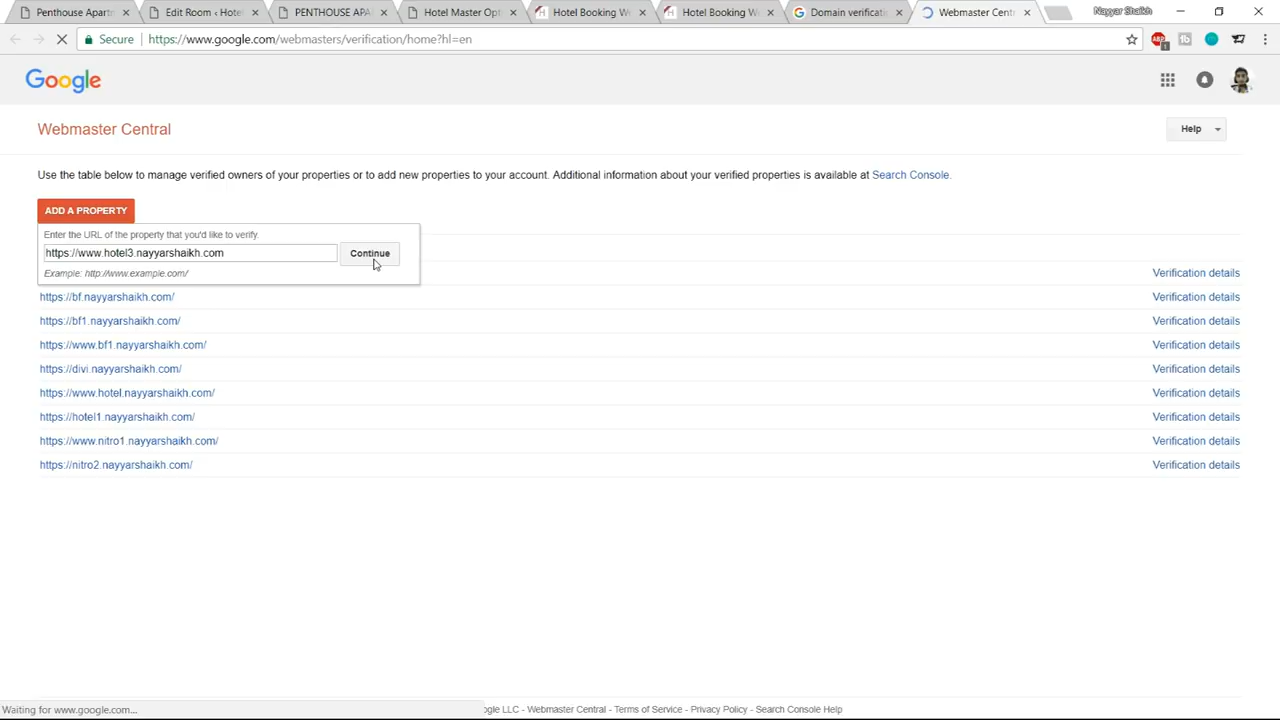 Penthouse Apartm
Edit Room ‹ Hotel
PENTHOUSE APA
Hotel Master Opt
Hotel Booking W
Hotel Booking W
Domain verificati
Webmaster Centr
Nayyar Shaikh
Secure
https://www.google.com/webmasters/verification/home?hl=en
Google
Webmaster Central
Help
Use the table below to manage verified owners of your properties or to add new properties to your account. Additional information about your verified properties is available at Search Console.
ADD A PROPERTY
Enter the URL of the property that you'd like to verify.
https://www.hotel3.nayyarshaikh.com
Continue
Example: http://www.example.com/
Verification details
https://bf.nayyarshaikh.com/ Verification details
https://bf1.nayyarshaikh.com/ Verification details
https://www.bf1.nayyarshaikh.com/ Verification details
https://divi.nayyarshaikh.com/ Verification details
https://www.hotel.nayyarshaikh.com/ Verification details
https://hotel1.nayyarshaikh.com/ Verification details
https://www.nitro1.nayyarshaikh.com/ Verification details
https://nitro2.nayyarshaikh.com/ Verification details
Waiting for www.google.com...
gle LLC - Webmaster Central - Terms of Service - Privacy Policy - Search Console Help